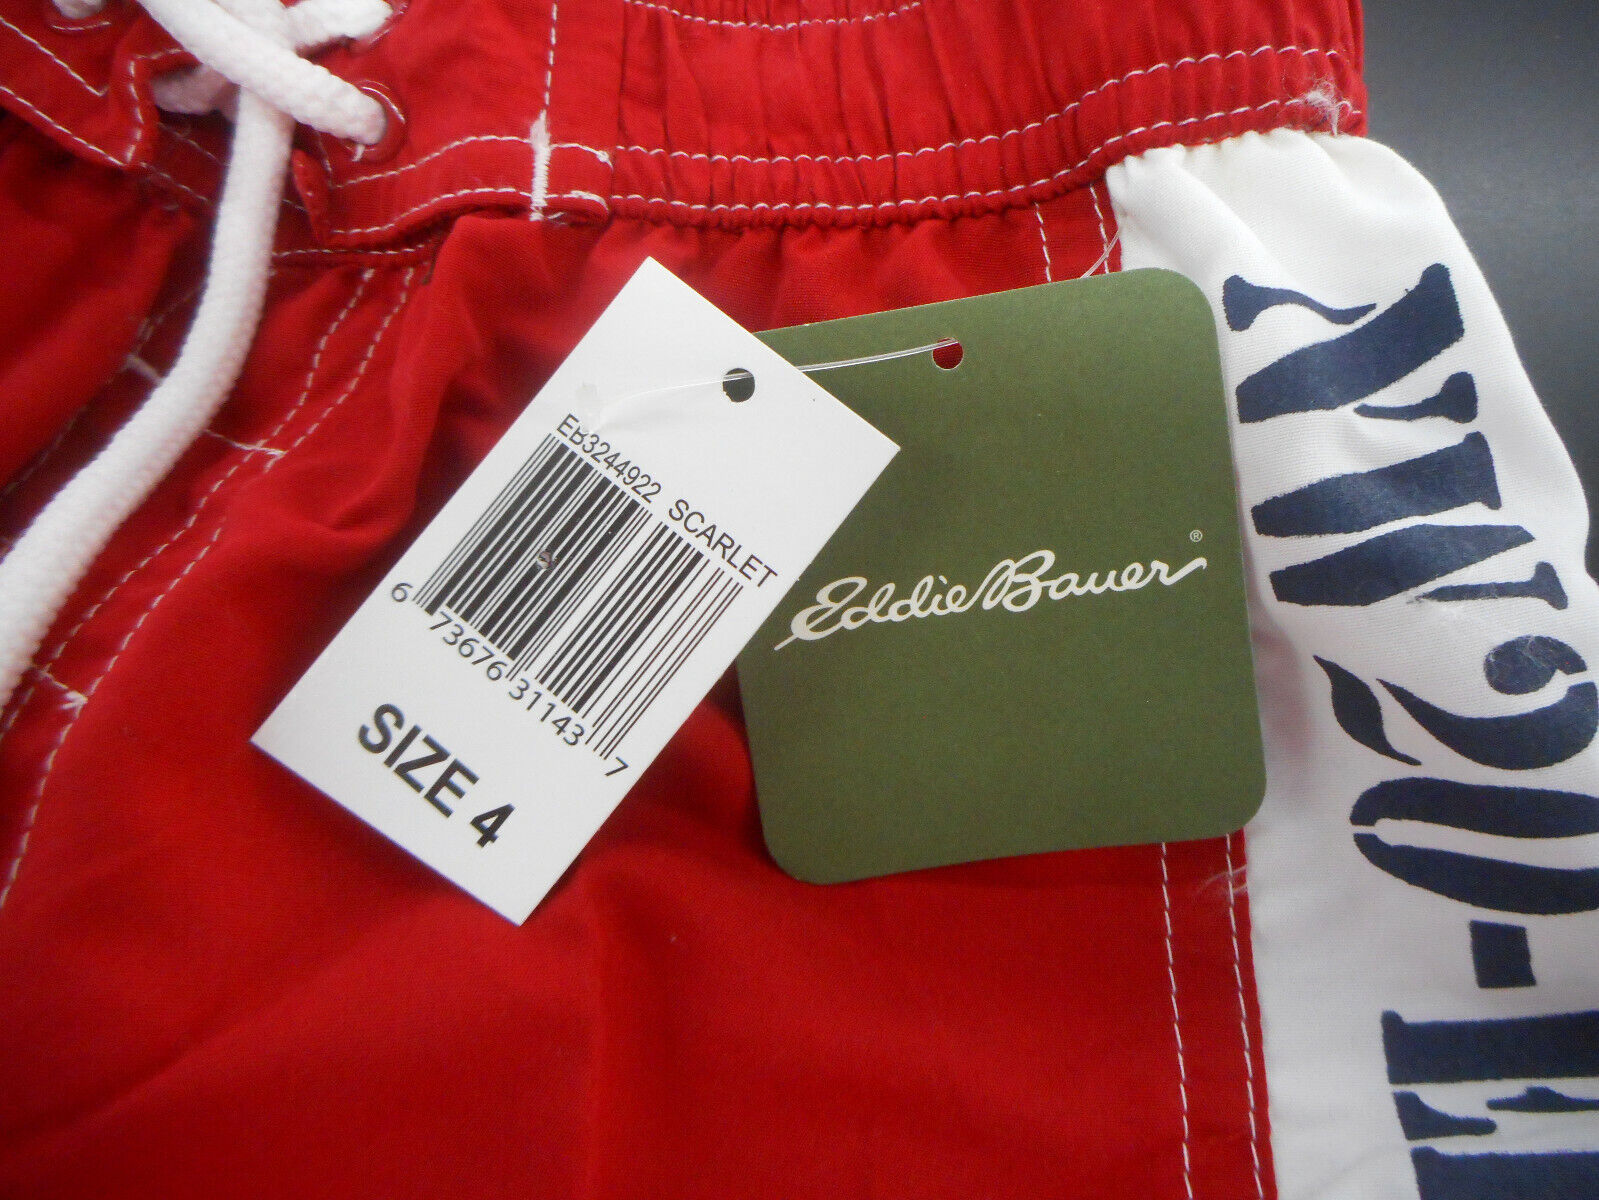 EB3244922 SCARLET
6 73676 31143 7
SIZE 4
Eddie Bauer®